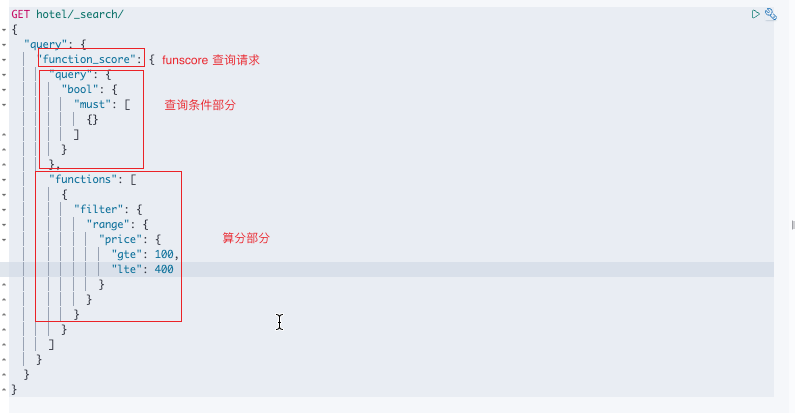 GET hotel/_search/
{
  "query": {
    "function_score": { funscore 查询请求
      "query": {
        "bool": {
          "must": [ 查询条件部分
            {}
          ]
        }
      },
      "functions": [
        {
          "filter": {
            "range": {
              "price": { 算分部分
                "gte": 100,
                "lte": 400
              }
            }
          }
        }
      ]
    }
  }
}